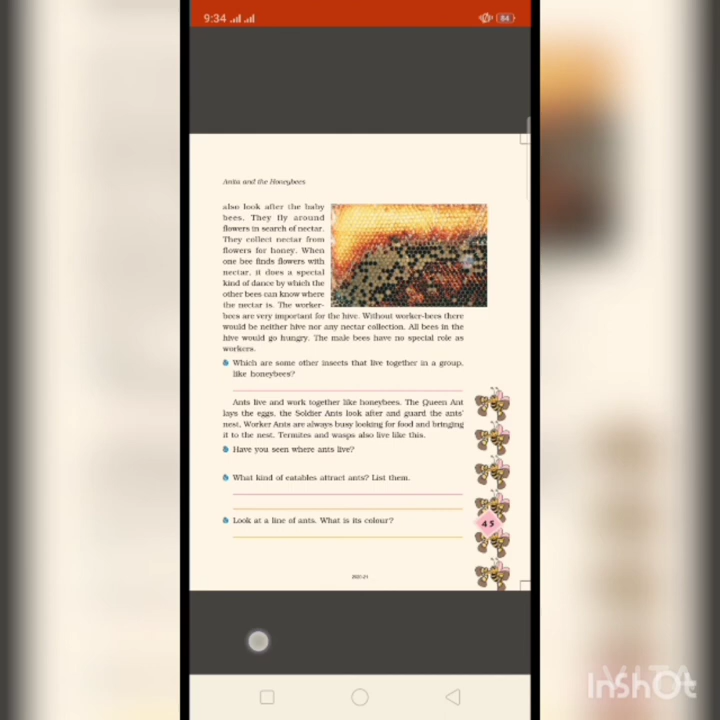 9:34
84
Anita and the Honeybees
also look after the baby
bees. They fly around
flowers in search of nectar.
They collect nectar from
flowers for honey. When
one bee finds flowers with
nectar, it does a special
kind of dance by which the
other bees can know where
the nectar is. The worker-
bees are very important for the hive. Without worker-bees there
would be neither hive nor any nectar collection. All bees in the
hive would go hungry. The male bees have no special role as
workers.
Which are some other insects that live together in a group,
like honeybees?
Ants live and work together like honeybees. The Queen Ant
lays the eggs, the Soldier Ants look after and guard the ants'
nest, Worker Ants are always busy looking for food and bringing
it to the nest. Termites and wasps also live like this.
Have you seen where ants live?
What kind of eatables attract ants? List them.
Look at a line of ants. What is its colour?
45
2020-21
VITA
InShOt